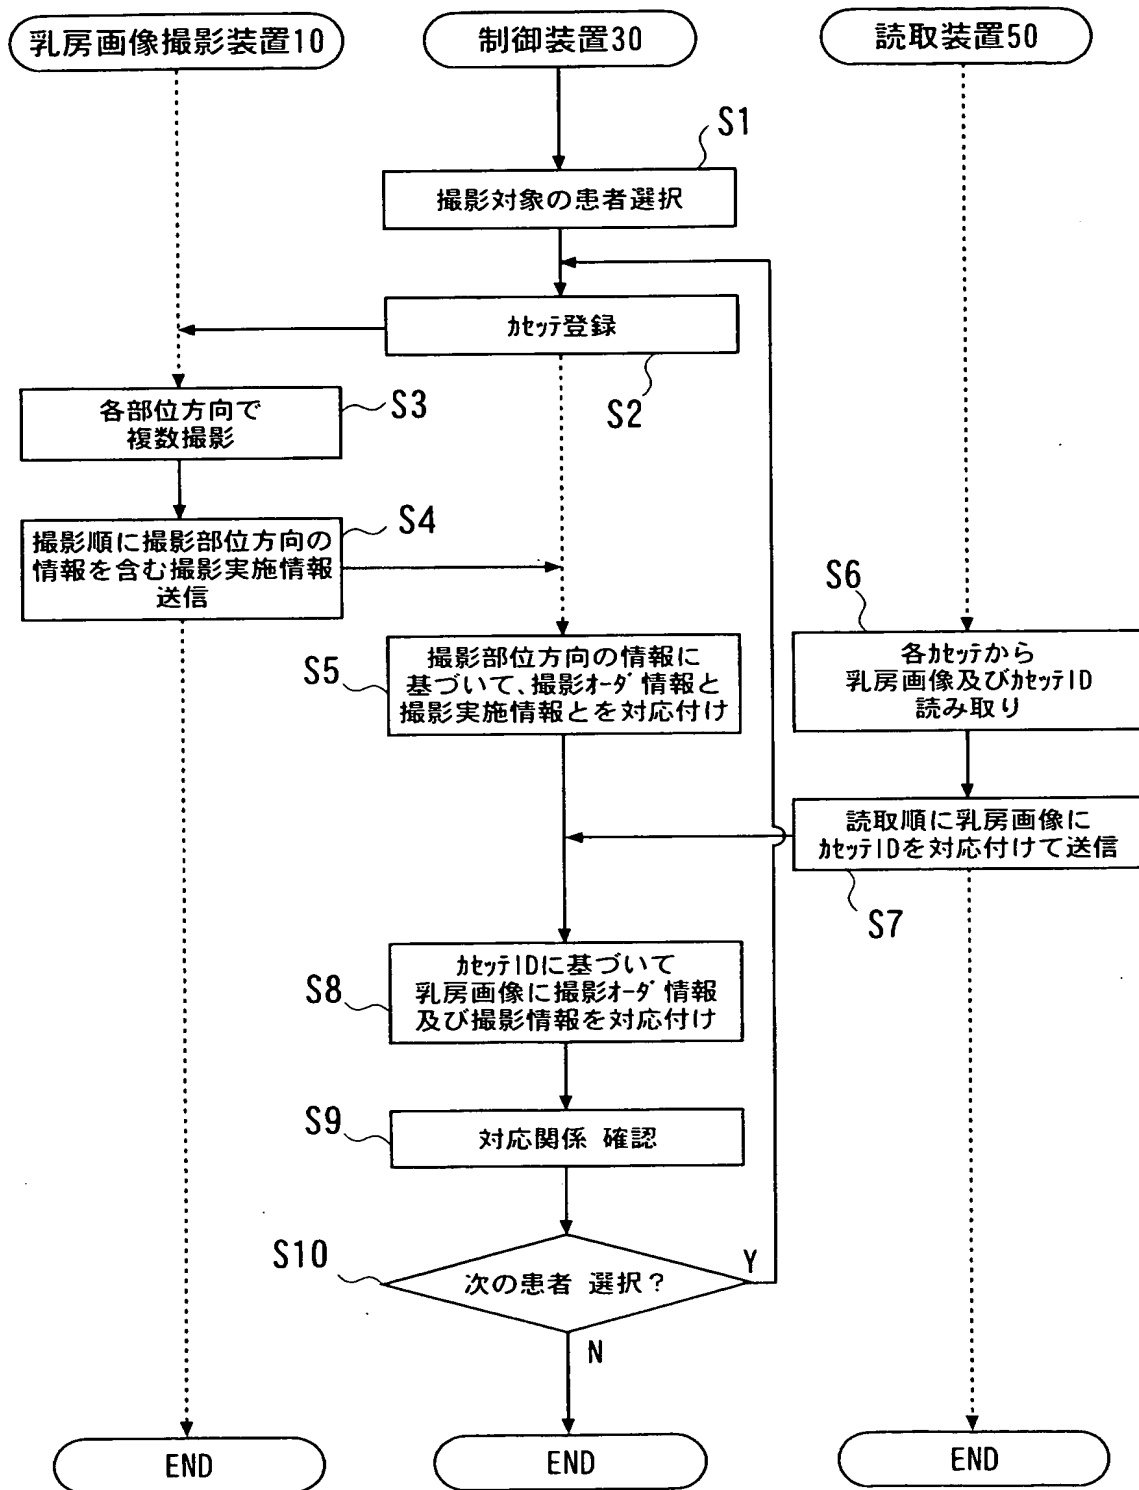 乳房画像撮影装置10
制御装置30
読取装置50
S1
撮影対象の患者選択
ｶｾｯﾃ登録
S2
各部位方向で
複数撮影
S3
撮影順に撮影部位方向の
情報を含む撮影実施情報
送信
S4
S5
撮影部位方向の情報に
基づいて、撮影ｵｰﾀﾞ情報と
撮影実施情報とを対応付け
S6
各ｶｾｯﾃから
乳房画像及びｶｾｯﾃID
読み取り
読取順に乳房画像に
ｶｾｯﾃIDを対応付けて送信
S7
S8
ｶｾｯﾃIDに基づいて
乳房画像に撮影ｵｰﾀﾞ情報
及び撮影情報を対応付け
S9
対応関係 確認
S10
次の患者 選択？
Y
N
END
END
END